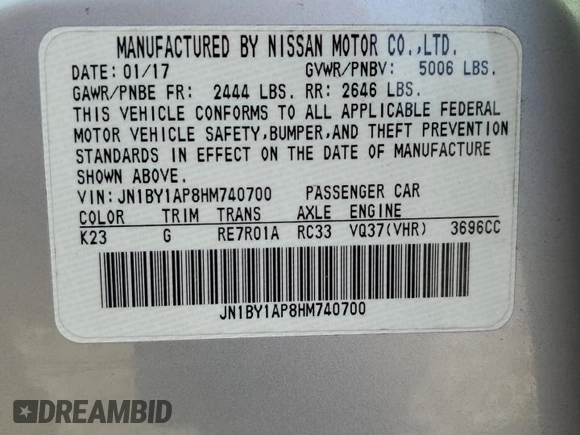 MANUFACTURED BY NISSAN MOTOR CO.,LTD.
DATE: 01/17 GVWR/PNBV: 5006 LBS.
GAWR/PNBE FR: 2444 LBS. RR: 2646 LBS.
THIS VEHICLE CONFORMS TO ALL APPLICABLE FEDERAL
MOTOR VEHICLE SAFETY,BUMPER,AND THEFT PREVENTION
STANDARDS IN EFFECT ON THE DATE OF MANUFACTURE
SHOWN ABOVE.
VIN:JN1BY1AP8HM740700 PASSENGER CAR
COLOR TRIM TRANS AXLE ENGINE
K23 G RE7R01A RC33 VQ37(VHR) 3696CC
JN1BY1AP8HM740700
DREAMBID